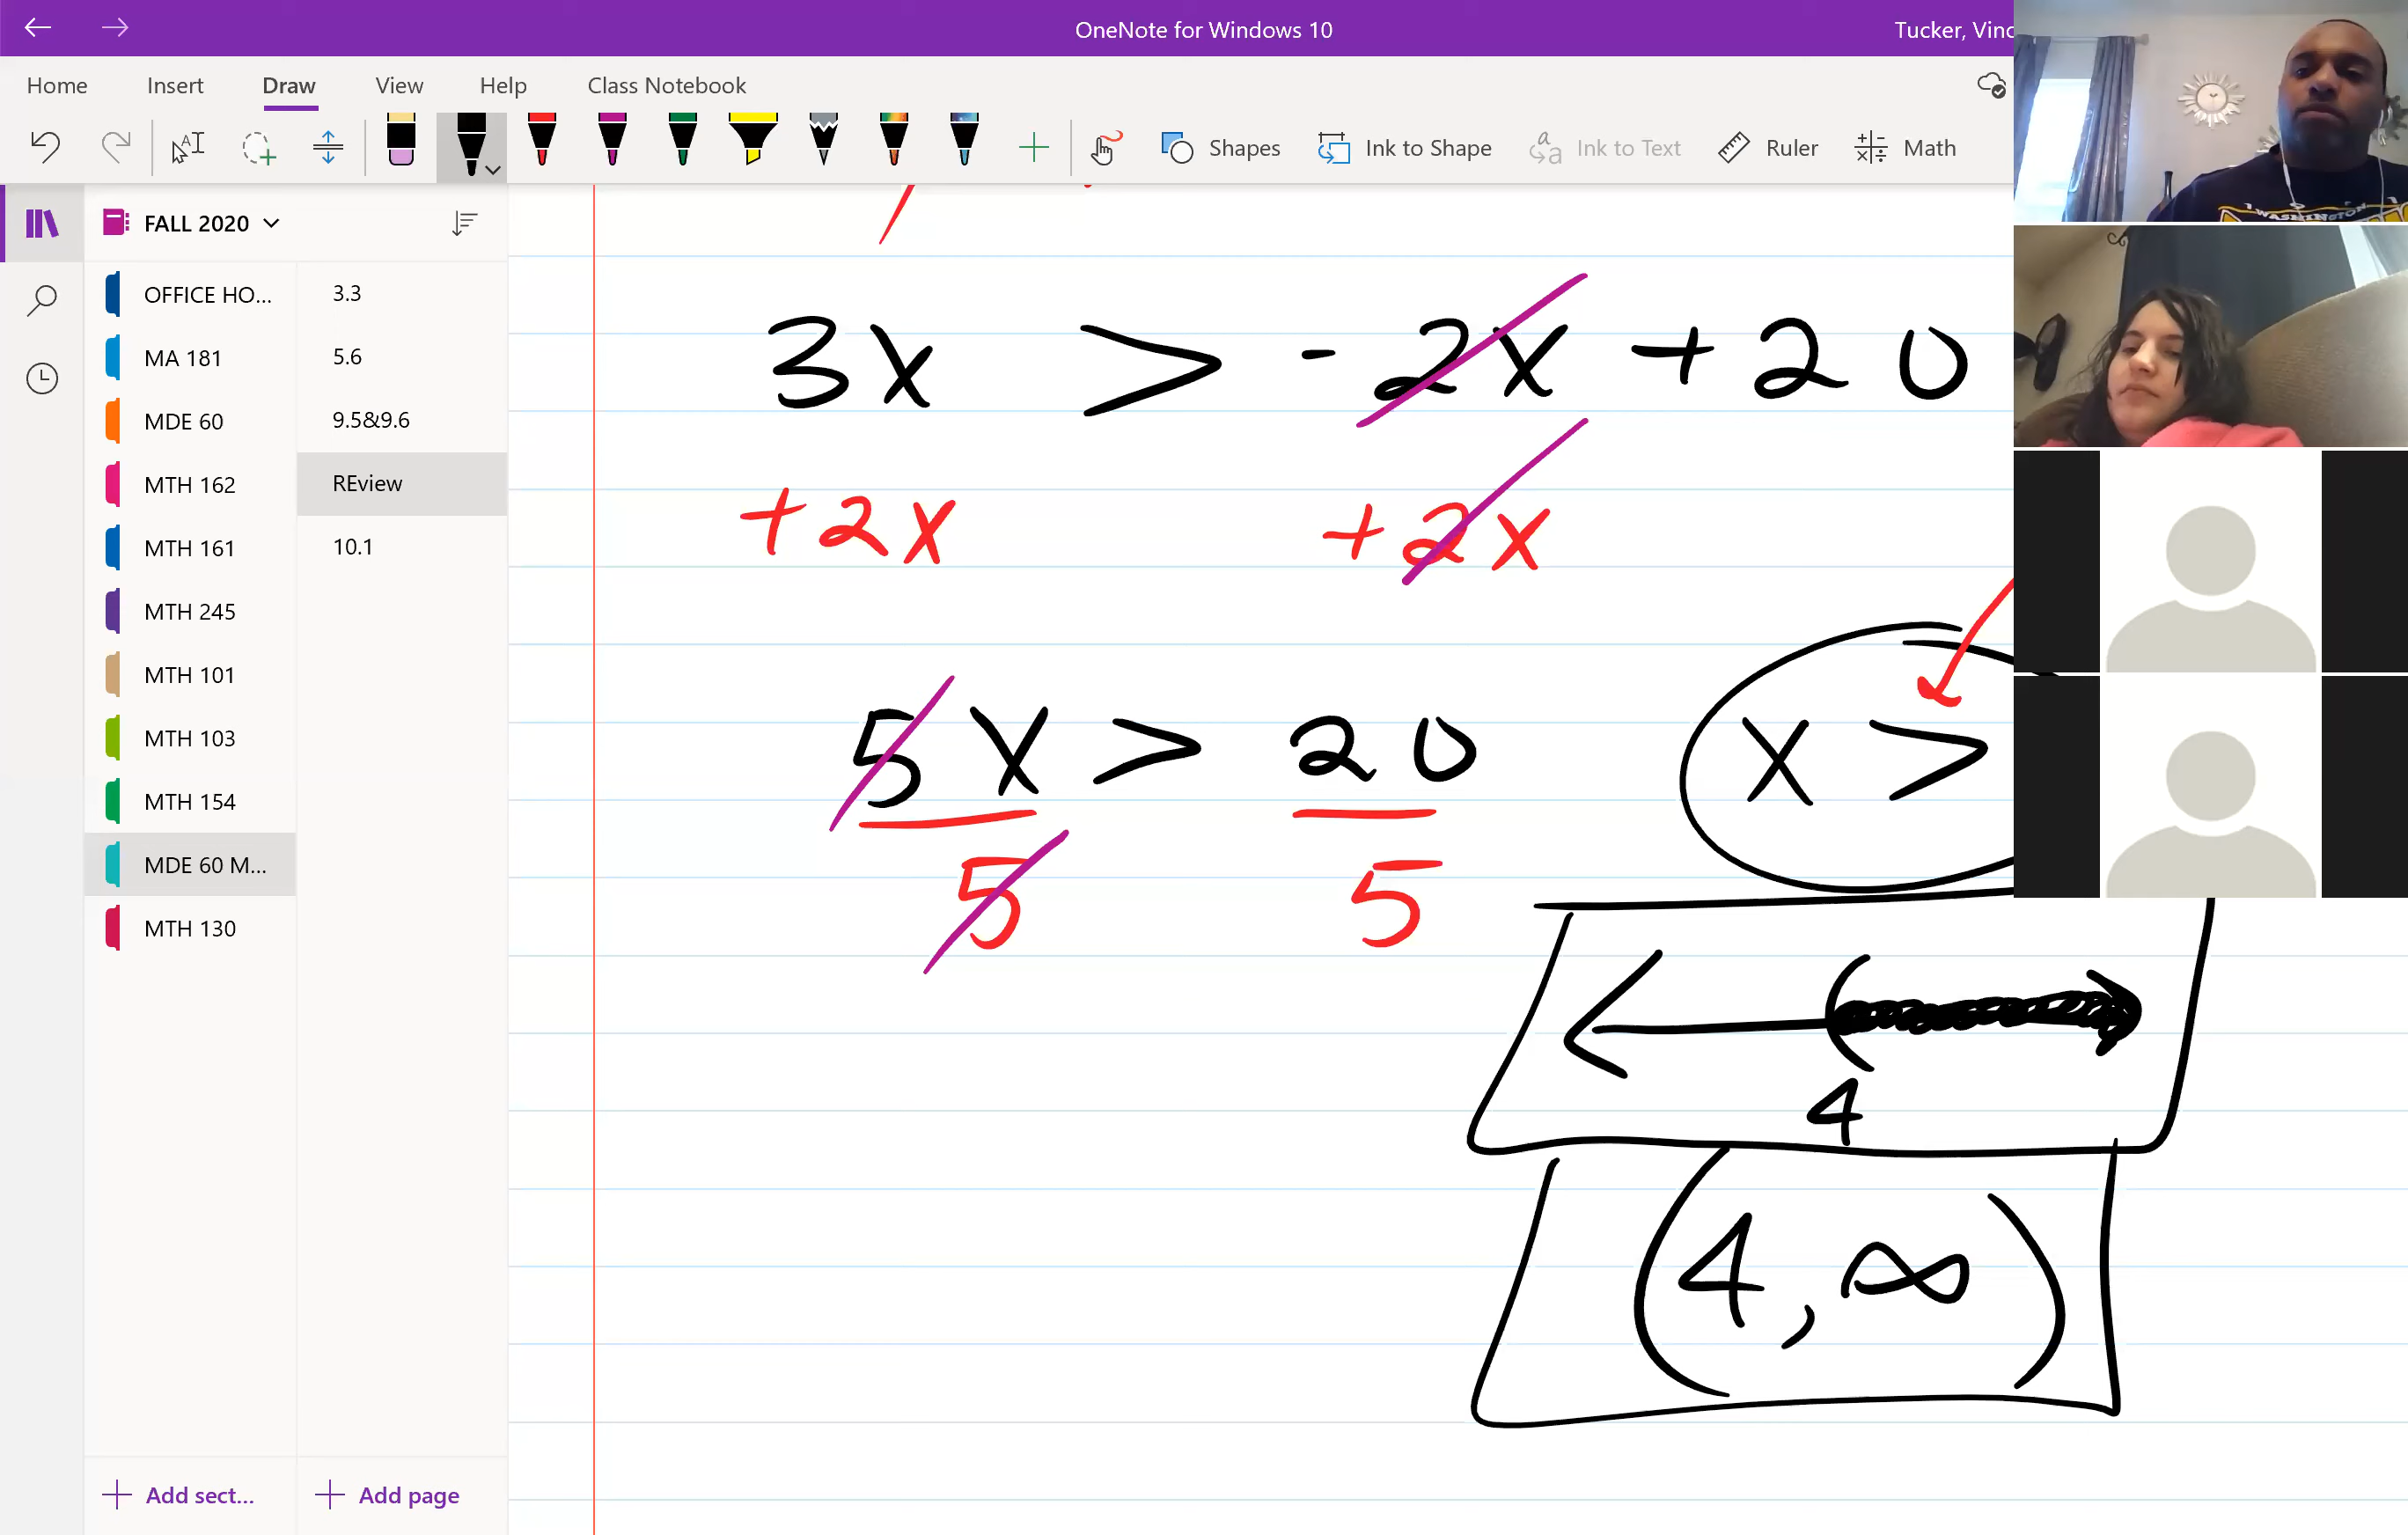 OneNote for Windows 10
Tucker, Vinc
Home Insert Draw View Help Class Notebook
Shapes Ink to Shape Ink to Text Ruler Math
FALL 2020
OFFICE HO...
MA 181
MDE 60
MTH 162
MTH 161
MTH 245
MTH 101
MTH 103
MTH 154
MDE 60 M...
MTH 130
Add sect...
3.3
5.6
9.5&9.6
REview
10.1
Add page
3x > -2x + 20
+2x +2x
5x > 20
5 5
x >
4
(4, ∞)
WASHINGTON